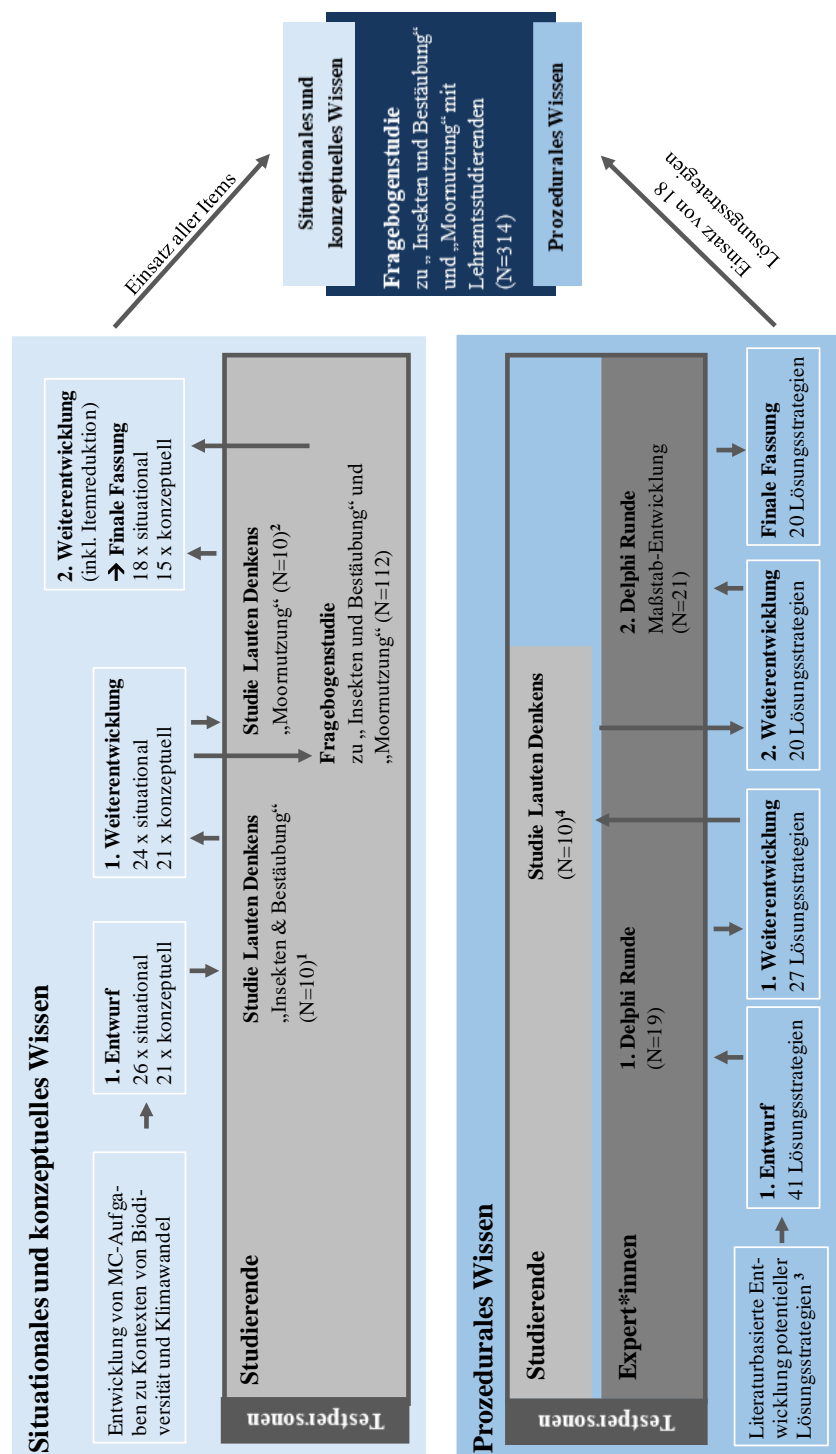 Situationales und konzeptuelles Wissen
Entwicklung von MC-Aufga-
ben zu Kontexten von Biodi-
versität und Klimawandel
1. Entwurf
26 x situational
21 x konzeptuell
1. Weiterentwicklung
24 x situational
21 x konzeptuell
2. Weiterentwicklung
(inkl. Itemreduktion)
➔ Finale Fassung
18 x situational
15 x konzeptuell
Testpersonen
Studierende
Studie Lauten Denkens
„Insekten & Bestäubung“
(N=10)¹
Studie Lauten Denkens
„Moornutzung“ (N=10)²
Fragebogenstudie
zu „ Insekten und Bestäubung“ und
„Moornutzung“ (N=112)
Einsatz aller Items
Situationales und
konzeptuelles Wissen
Fragebogenstudie
zu „ Insekten und Bestäubung“
und „Moornutzung“ mit
Lehramtsstudierenden
(N=314)
Prozedurales Wissen
Einsatz von 18
Lösungsstrategien
Prozedurales Wissen
Testpersonen
Studierende
Studie Lauten Denkens
(N=10)⁴
Expert*innen
1. Delphi Runde
(N=19)
2. Delphi Runde
Maßstab-Entwicklung
(N=21)
Literaturbasierte Ent-
wicklung potentieller
Lösungsstrategien ³
1. Entwurf
41 Lösungsstrategien
1. Weiterentwicklung
27 Lösungsstrategien
2. Weiterentwicklung
20 Lösungsstrategien
Finale Fassung
20 Lösungsstrategien